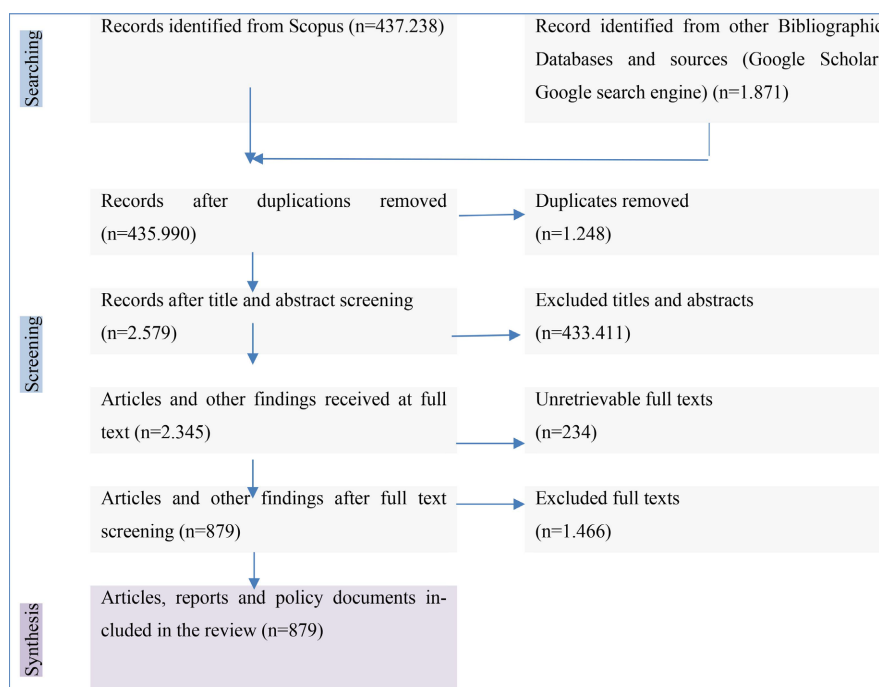 Searching
Records identified from Scopus (n=437.238)
Record identified from other Bibliographic
Databases and sources (Google Scholar
Google search engine) (n=1.871)
Screening
Records after duplications removed
(n=435.990)
Duplicates removed
(n=1.248)
Records after title and abstract screening
(n=2.579)
Excluded titles and abstracts
(n=433.411)
Articles and other findings received at full
text (n=2.345)
Unretrievable full texts
(n=234)
Articles and other findings after full text
screening (n=879)
Excluded full texts
(n=1.466)
Synthesis
Articles, reports and policy documents in-
cluded in the review (n=879)